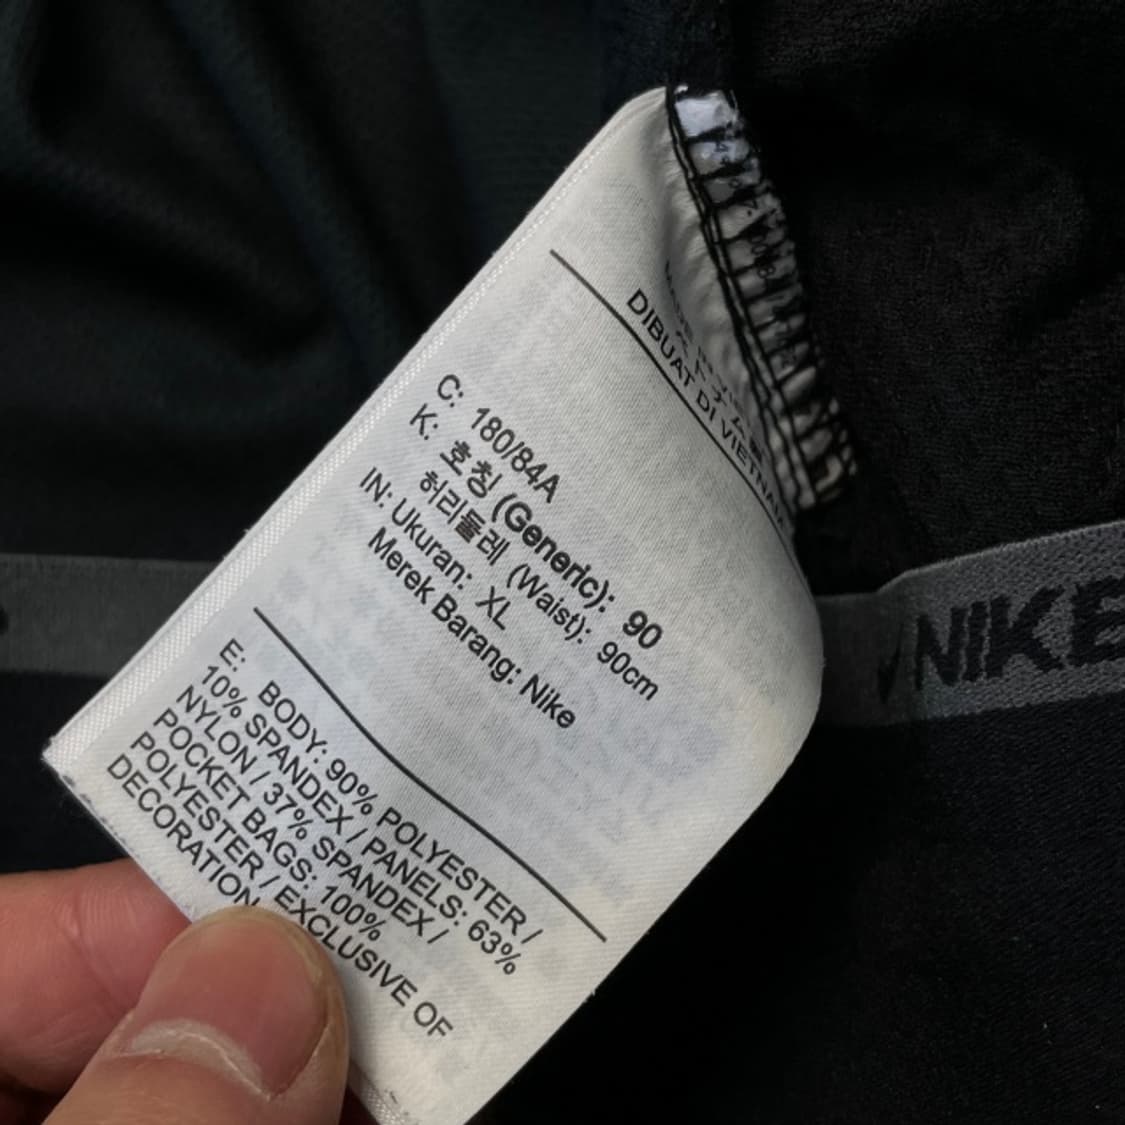 DIBUAT DI VIETNAM
C: 180/84A
K: 호칭 (Generic): 90
허리둘레 (Waist): 90cm
IN: Ukuran: XL
Merek Barang: Nike
E: BODY: 90% POLYESTER /
10% SPANDEX / PANELS: 63%
NYLON / 37% SPANDEX /
POCKET BAGS: 100%
POLYESTER / EXCLUSIVE OF
DECORATION
NIKE